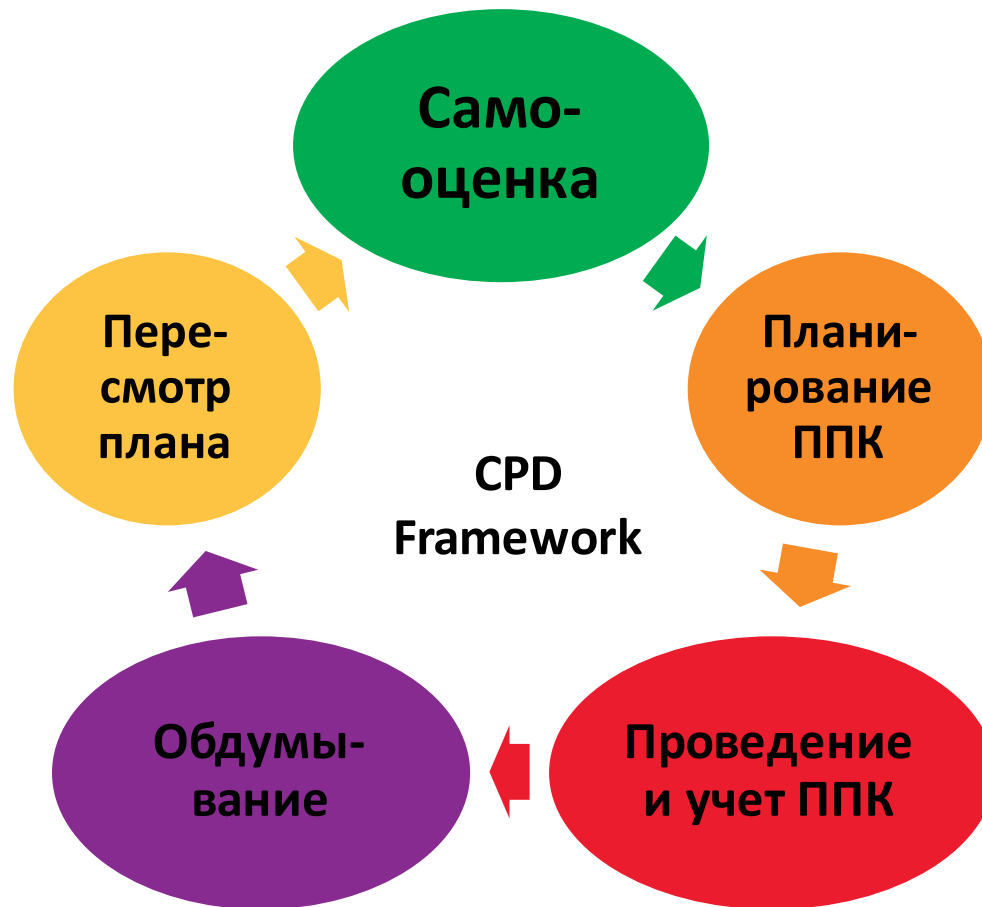 Само-
оценка
Плани-
рование
ППК
Проведение
и учет ППК
Обдумы-
вание
Пере-
смотр
плана
CPD
Framework